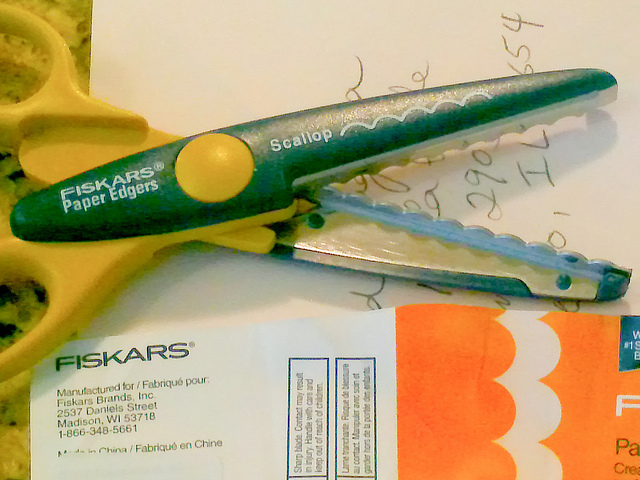 Scallop
FISKARS®
Paper Edgers
654
290
IL
FISKARS®
Manufactured for / Fabriqué pour:
Fiskars Brands, Inc.
2537 Daniels Street
Madison, WI 53718
1-866-348-5661
Made in China / Fabriqué en Chine
Sharp blade. Contact may result
in injury. Handle with care and
keep out of reach of children.
Lame tranchante. Risque de blessure
au contact. Manipuler avec soin et
garder hors de la portée des enfants.
W
#1 S
B
F
Pa
Crea